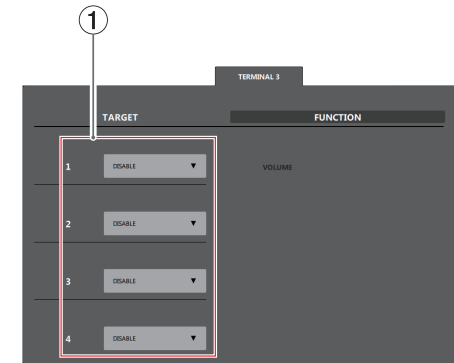 1
TERMINAL 3
TARGET FUNCTION
1 DISABLE ▼ VOLUME
2 DISABLE ▼
3 DISABLE ▼
4 DISABLE ▼